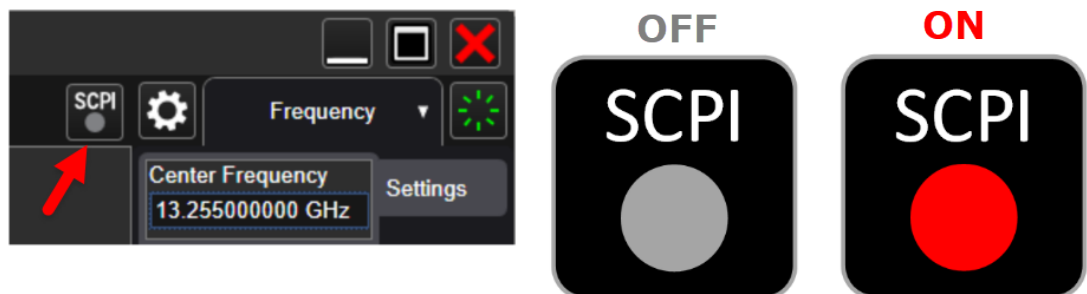 SCPI
Frequency
Center Frequency
13.255000000 GHz
Settings
OFF
SCPI
ON
SCPI